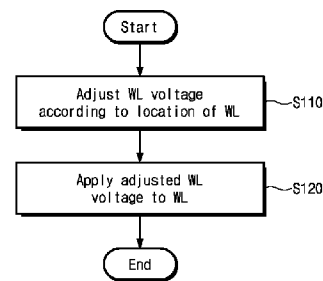 Start
Adjust WL voltage
according to location of WL
S110
Apply adjusted WL
voltage to WL
S120
End